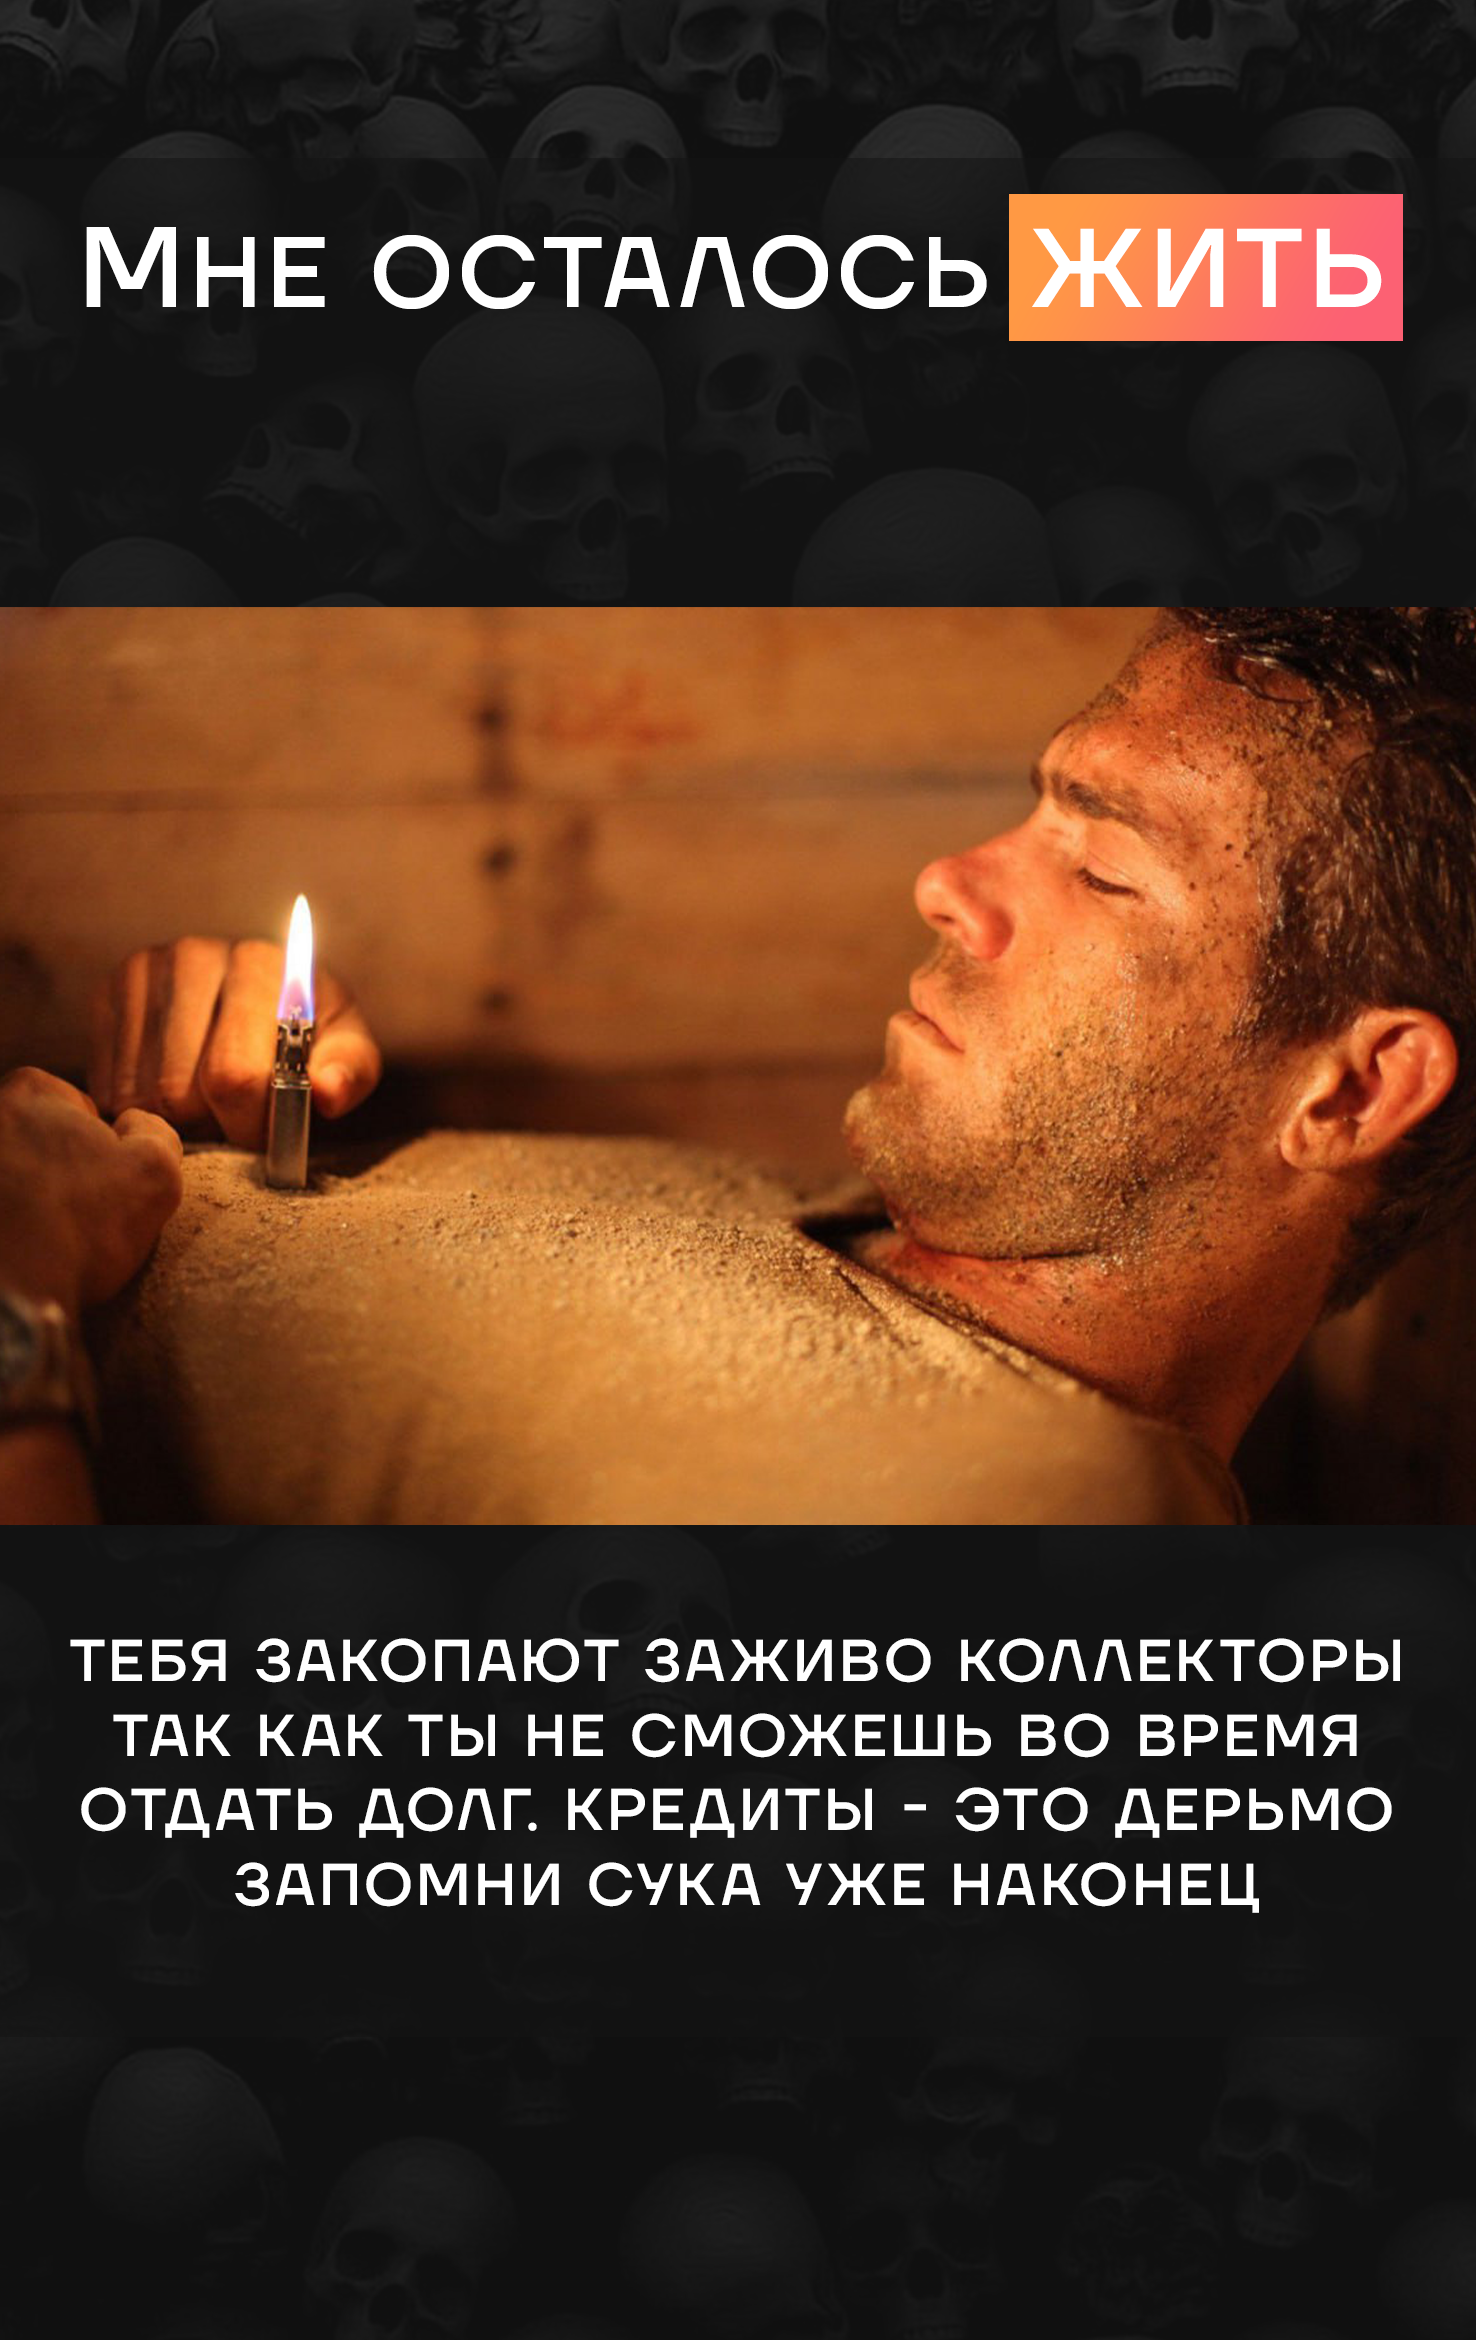 Мне осталось жить
ТЕБЯ ЗАКОПАЮТ ЗАЖИВО КОЛЛЕКТОРЫ
ТАК КАК ТЫ НЕ СМОЖЕШЬ ВО ВРЕМЯ
ОТДАТЬ ДОЛГ. КРЕДИТЫ - ЭТО ДЕРЬМО
ЗАПОМНИ СУКА УЖЕ НАКОНЕЦ